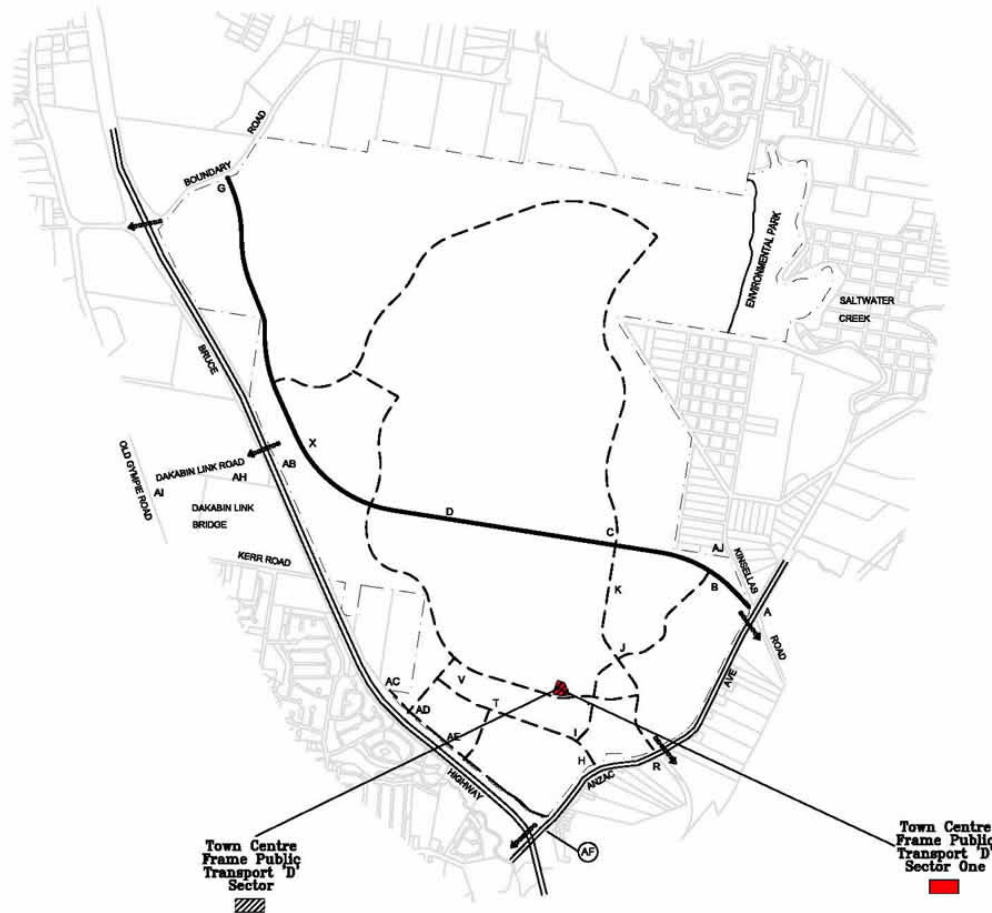 ROAD
BOUNDARY
G
ENVIRONMENTAL PARK
SALTWATER
CREEK
BRUCE
X
OLD GYMPIE ROAD
DAKABIN LINK ROAD
AB
AH
AI
DAKABIN LINK
BRIDGE
D
C
AJ
KINSELLAS
KERR ROAD
B
K
A
ROAD
J
AVE
V
AC
T
AD
I
AE
H
R
ANZAC
HIGHWAY
AF
Town Centre
Frame Public
Transport 'D'
Sector
Town Centre
Frame Public
Transport 'D'
Sector One